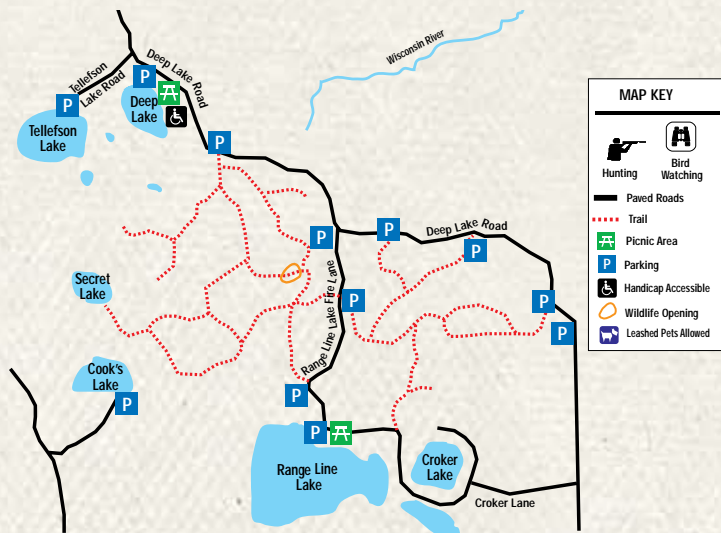 Wisconsin River
Tellefson
Lake Road
Deep Lake Road
P
P
Deep
Lake
Tellefson
Lake
P
Deep Lake Road
P
P
P
Secret
Lake
Range Line Lake Fire Lane
P
P
P
Cook's
Lake
P
P
P
Range Line
Lake
Croker
Lake
Croker Lane
MAP KEY
Hunting
Bird
Watching
Paved Roads
Trail
Picnic Area
P
Parking
Handicap Accessible
Wildlife Opening
Leashed Pets Allowed